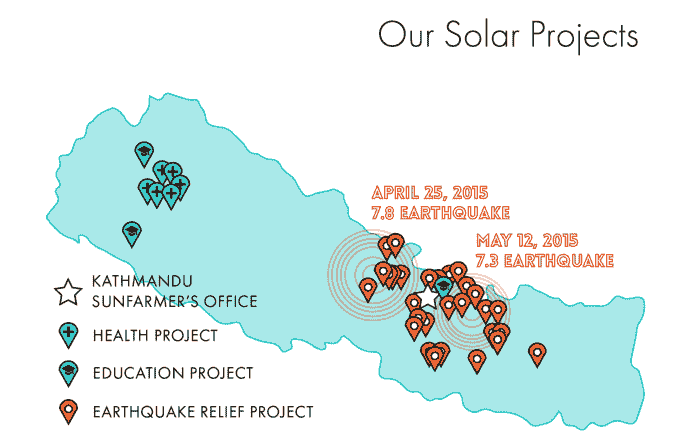 Our Solar Projects
APRIL 25, 2015
7.8 EARTHQUAKE
MAY 12, 2015
7.3 EARTHQUAKE
KATHMANDU
SUNFARMER'S OFFICE
HEALTH PROJECT
EDUCATION PROJECT
EARTHQUAKE RELIEF PROJECT